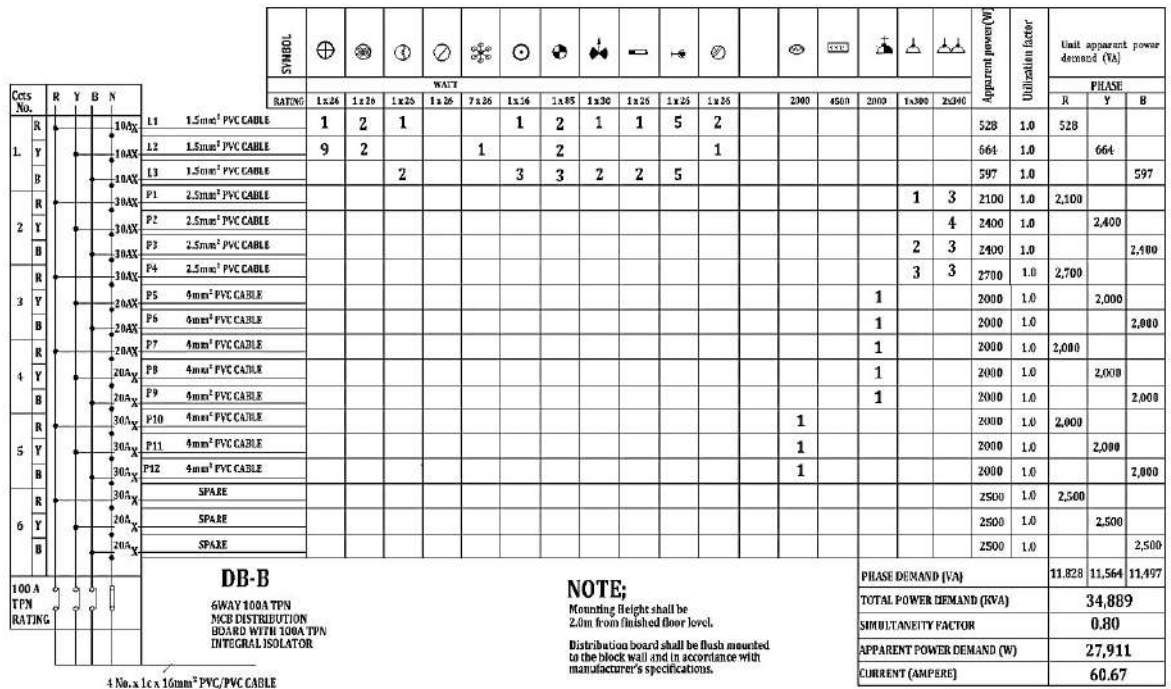 SYMBOL
Apparent power(W)
Utilization factor
Unit apparent power
demand (VA)
WATT
PHASE
Ccts No. R Y B N RATING 1x26 1x26 1x26 1x26 7x26 1x16 1x85 1x30 1x26 1x26 1x26 2000 4500 2000 1x300 2x300 R Y B
R 10AX L1 1.5mm² PVC CABLE 1 2 1 1 2 1 1 5 2 528 1.0 528
1. Y 10AX L2 1.5mm² PVC CABLE 9 2 1 2 1 664 1.0 664
B 10AX L3 1.5mm² PVC CABLE 2 3 3 2 2 5 597 1.0 597
R 30AX P1 2.5mm² PVC CABLE 1 3 2100 1.0 2,100
2 Y 30AX P2 2.5mm² PVC CABLE 4 2400 1.0 2,400
B 30AX P3 2.5mm² PVC CABLE 2 3 2400 1.0 2,400
R 30AX P4 2.5mm² PVC CABLE 3 3 2700 1.0 2,700
3 Y 20AX P5 4mm² PVC CABLE 1 2000 1.0 2,000
B 20AX P6 4mm² PVC CABLE 1 2000 1.0 2,000
R 20AX P7 4mm² PVC CABLE 1 2000 1.0 2,000
4 Y 20AX P8 4mm² PVC CABLE 1 2000 1.0 2,000
B 20AX P9 4mm² PVC CABLE 1 2000 1.0 2,000
R 30AX P10 4mm² PVC CABLE 1 2000 1.0 2,000
5 Y 30AX P11 4mm² PVC CABLE 1 2000 1.0 2,000
B 30AX P12 4mm² PVC CABLE 1 2000 1.0 2,000
R 30AX SPARE 2500 1.0 2,500
6 Y 20AX SPARE 2500 1.0 2,500
B 20AX SPARE 2500 1.0 2,500
100 A
TPN
RATING
DB-B
6WAY 100A TPN
MCB DISTRIBUTION
BOARD WITH 100A TPN
INTEGRAL ISOLATOR
4 No. x 1c x 16mm² PVC/PVC CABLE
NOTE;
Mounting Height shall be
2.0m from finished floor level.
Distribution board shall be flush mounted
to the block wall and in accordance with
manufacturer's specifications.
PHASE DEMAND (VA) 11,828 11,564 11,497
TOTAL POWER DEMAND (KVA) 34,889
SIMULTANEITY FACTOR 0.80
APPARENT POWER DEMAND (W) 27,911
CURRENT (AMPERE) 60.67